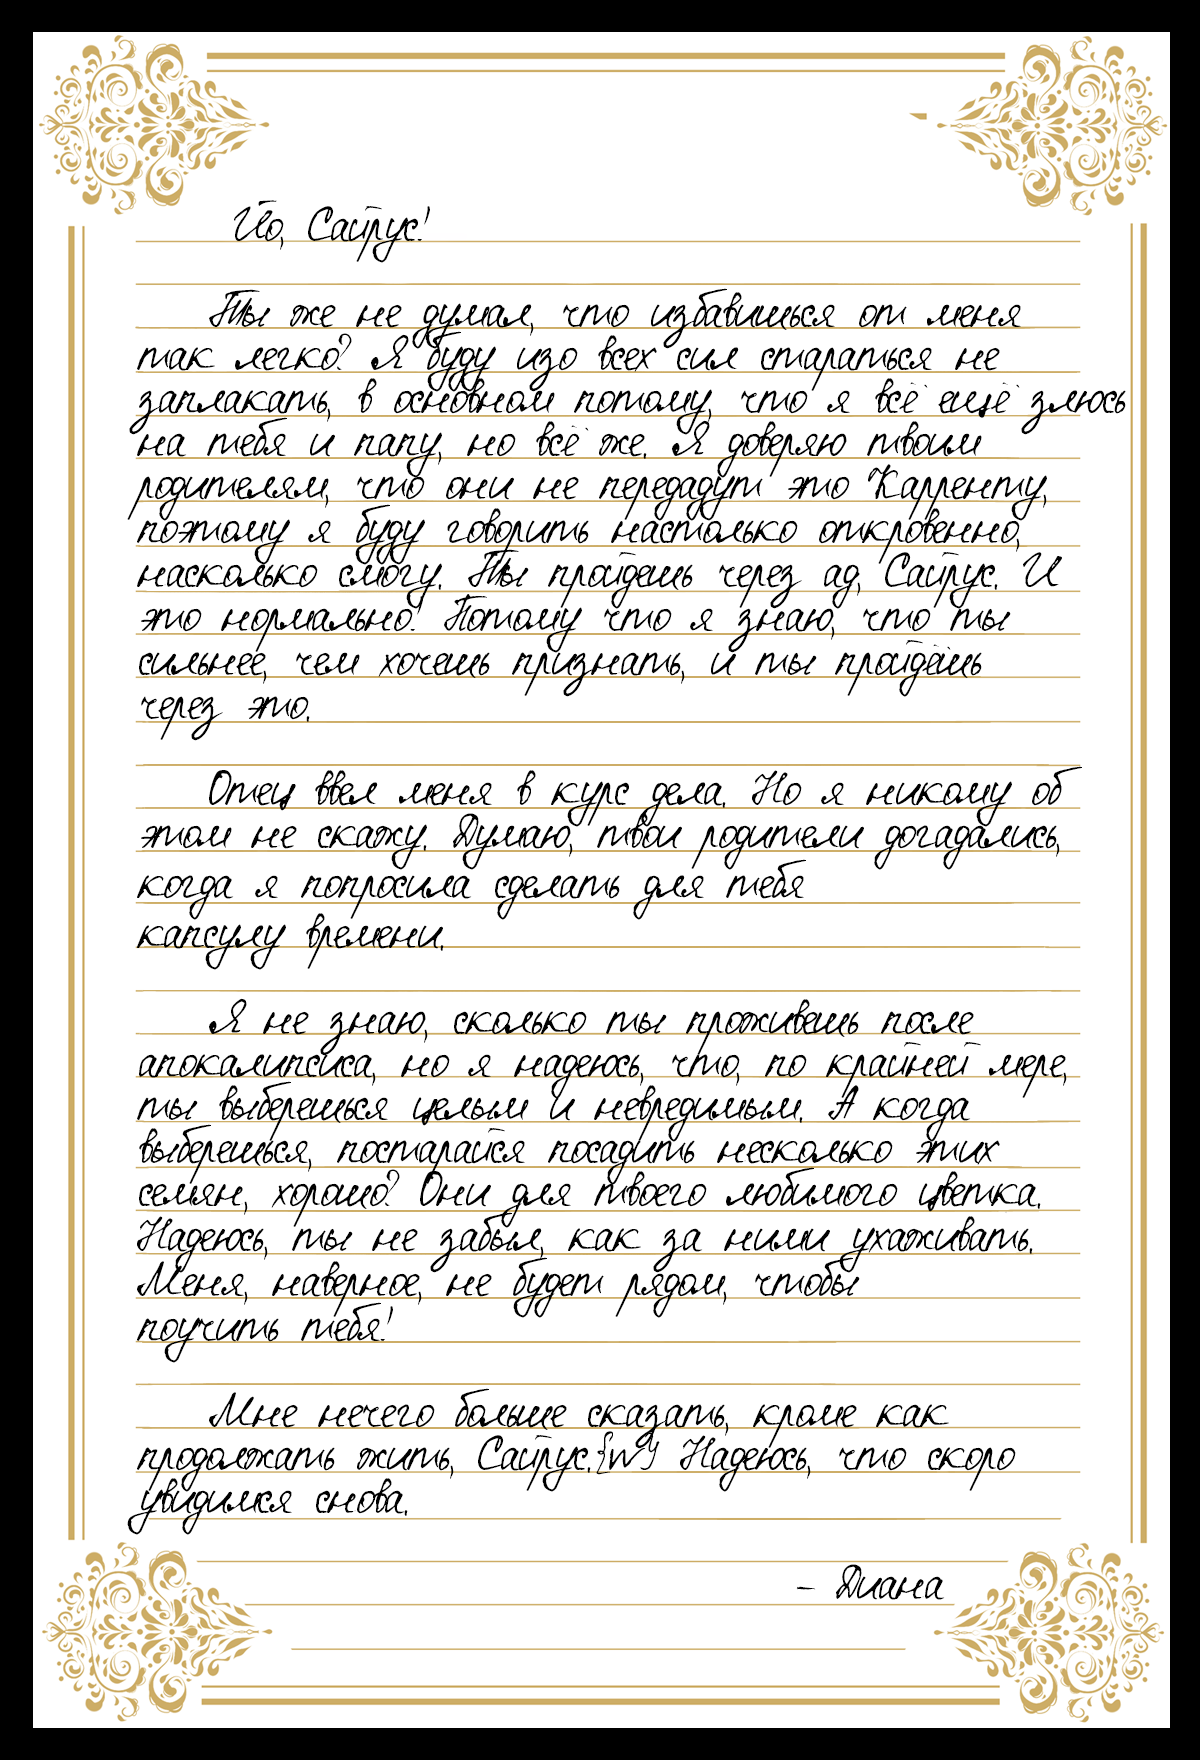 Йо, Сайрус!
Ты же не думал, что избавишься от меня
так легко? Я буду изо всех сил стараться не
заплакать, в основном потому, что я всё ещё злюсь
на тебя и папу, но всё же. Я доверяю твоим
родителям, что они не передадут это Карренту,
поэтому я буду говорить настолько откровенно,
насколько смогу. Ты пройдешь через ад, Сайрус. И
это нормально! Потому что я знаю, что ты
сильнее, чем хочешь признать, и ты пройдёшь
через это.
Отец ввел меня в курс дела. Но я никому об
этом не скажу. Думаю, твои родители догадались,
когда я попросила сделать для тебя
капсулу времени.
Я не знаю, сколько ты проживешь после
апокалипсиса, но я надеюсь, что, по крайней мере,
ты выберешься целым и невредимым. А когда
выберешься, постарайся посадить несколько этих
семян, хорошо? Они для твоего любимого цветка.
Надеюсь, ты не забыл, как за ними ухаживать.
Меня, наверное, не будет рядом, чтобы
поучить тебя!
Мне нечего больше сказать, кроме как
продолжать жить, Сайрус.{w} Надеюсь, что скоро
увидимся снова.
- Диана